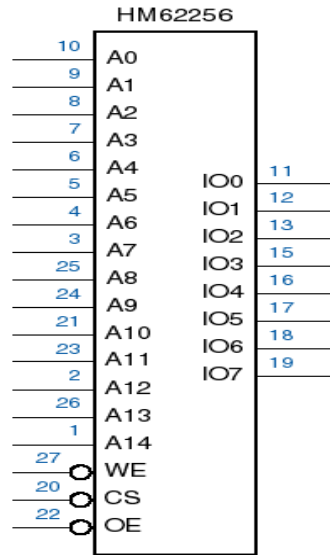 HM62256
10 A0
9 A1
8 A2
7 A3
6 A4
5 A5
4 A6
3 A7
25 A8
24 A9
21 A10
23 A11
2 A12
26 A13
1 A14
27 WE
20 CS
22 OE
IO0 11
IO1 12
IO2 13
IO3 15
IO4 16
IO5 17
IO6 18
IO7 19